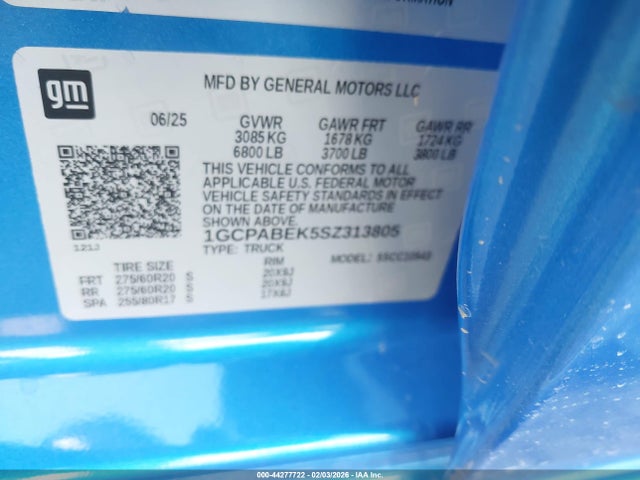 gm
MFD BY GENERAL MOTORS LLC
06/25 GVWR GAWR FRT GAWR RR
3085 KG 1678 KG 1724 KG
6800 LB 3700 LB 3800 LB
THIS VEHICLE CONFORMS TO ALL
APPLICABLE U.S. FEDERAL MOTOR
VEHICLE SAFETY STANDARDS IN EFFECT
ON THE DATE OF MANUFACTURE
SHOWN ABOVE.
1GCPABEK5SZ313805
TYPE: TRUCK MODEL:
121J
TIRE SIZE RIM
FRT 275/60R20 S 20X9J
RR 275/60R20 S 20X9J
SPA 255/80R17 S 17X8J
000-44277722 - 02/03/2026 - IAA Inc.